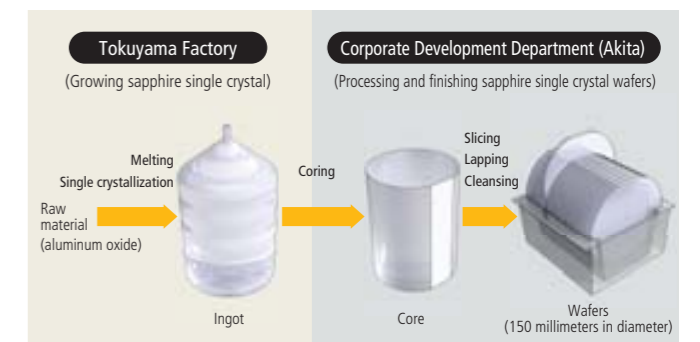 Tokuyama Factory
(Growing sapphire single crystal)
Corporate Development Department (Akita)
(Processing and finishing sapphire single crystal wafers)
Melting
Single crystallization
Raw
material
(aluminum oxide)
Ingot
Coring
Core
Slicing
Lapping
Cleansing
Wafers
(150 millimeters in diameter)